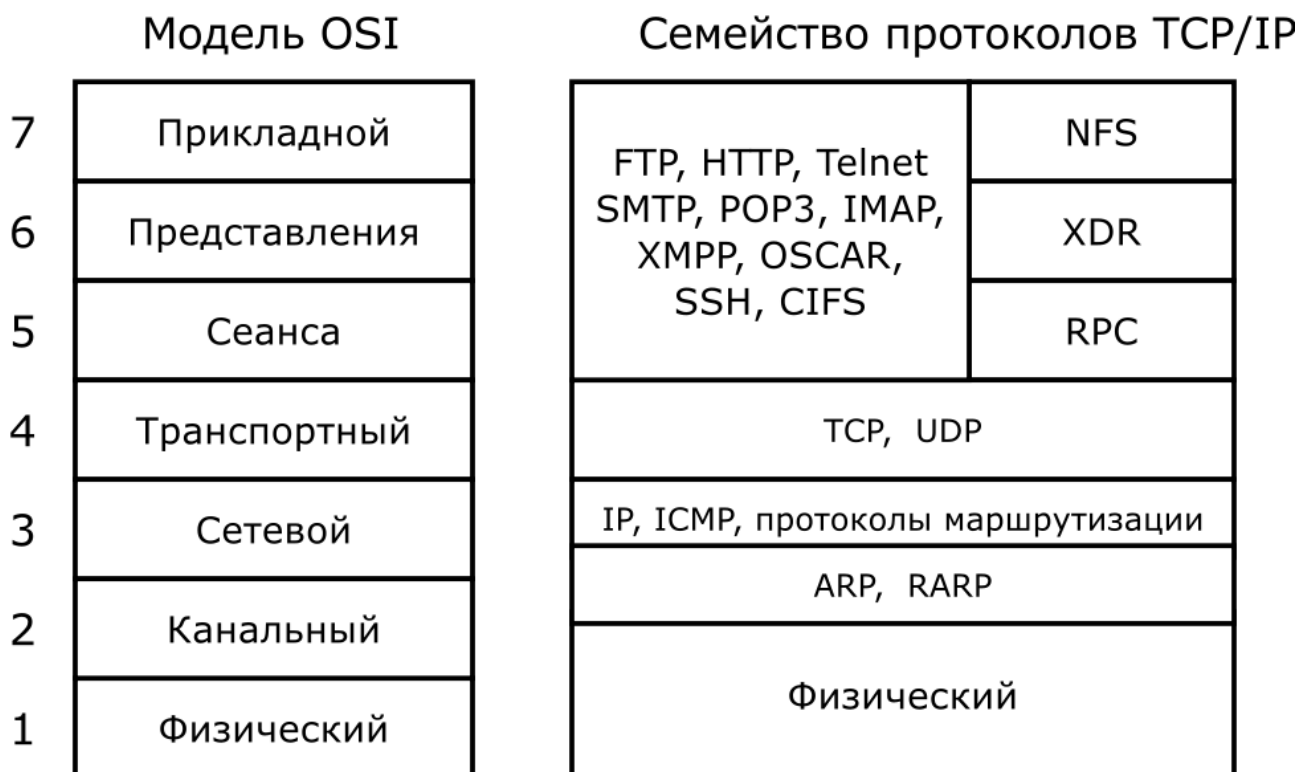 Модель OSI
Семейство протоколов TCP/IP
7
Прикладной
6
Представления
5
Сеанса
4
Транспортный
3
Сетевой
2
Канальный
1
Физический
FTP, HTTP, Telnet
SMTP, POP3, IMAP,
XMPP, OSCAR,
SSH, CIFS
NFS
XDR
RPC
TCP, UDP
IP, ICMP, протоколы маршрутизации
ARP, RARP
Физический